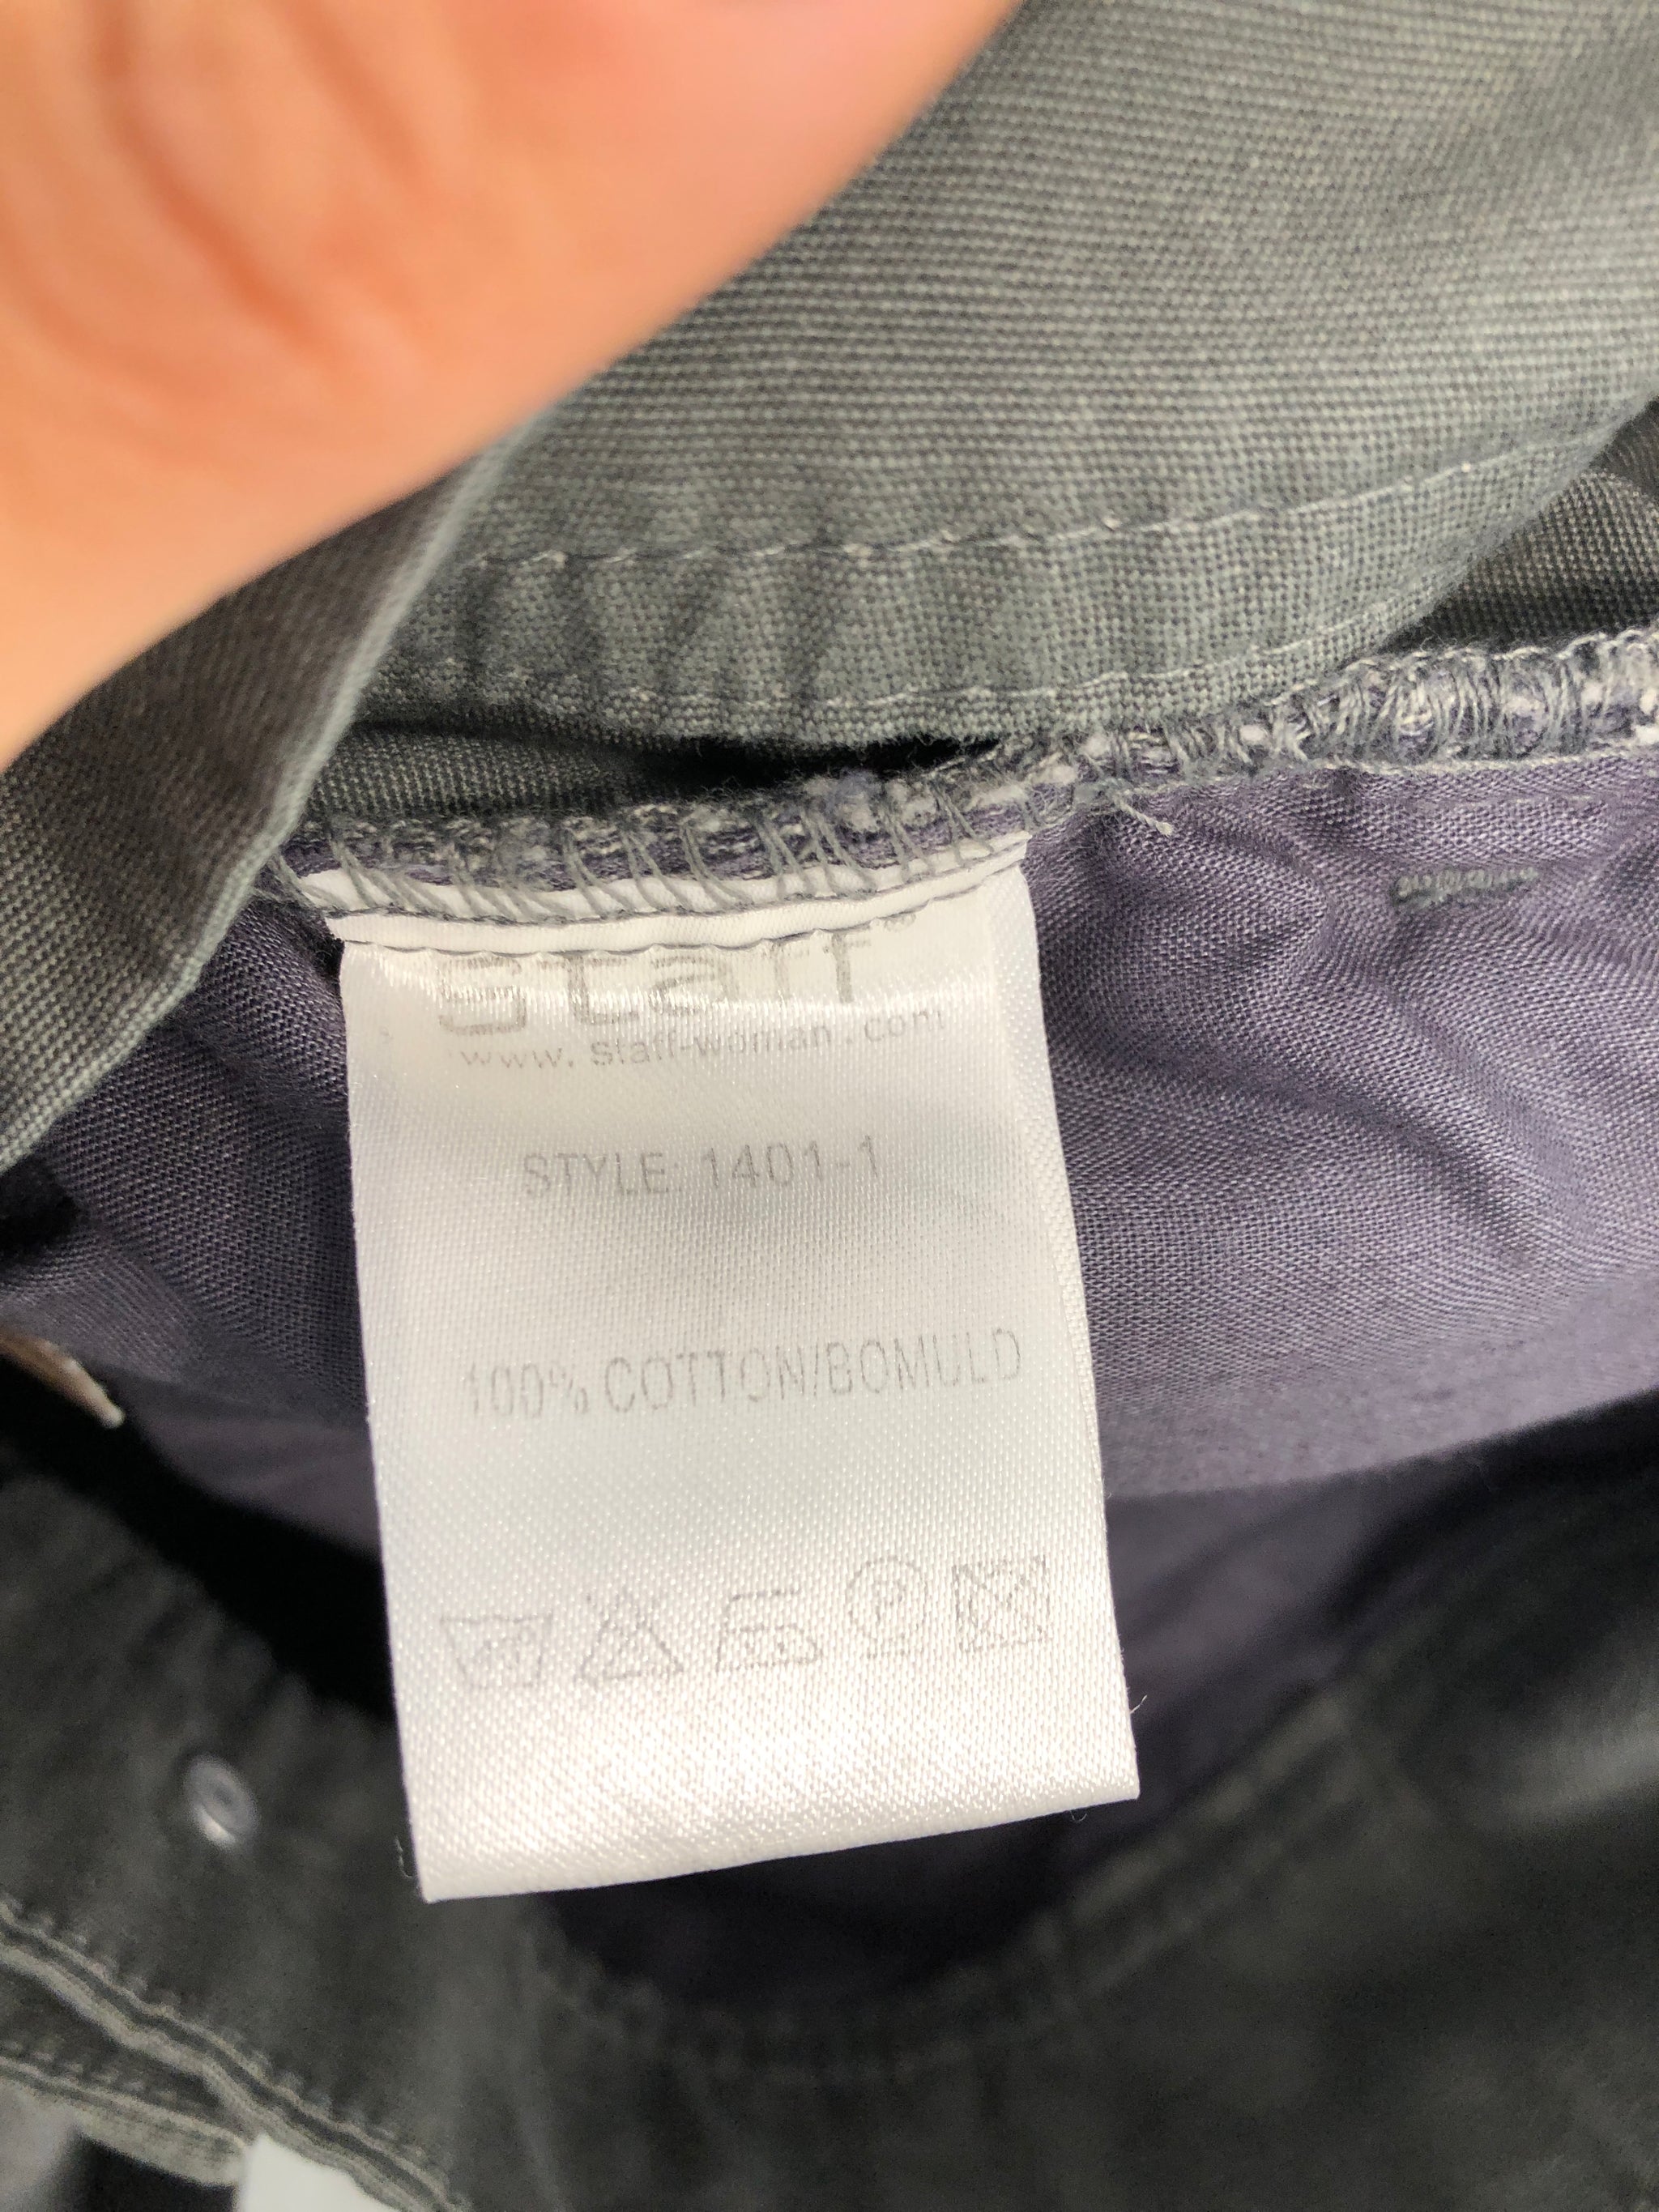 Staff®
www.staff-woman.com
STYLE: 1401-1
100% COTTON/BOMULD
P